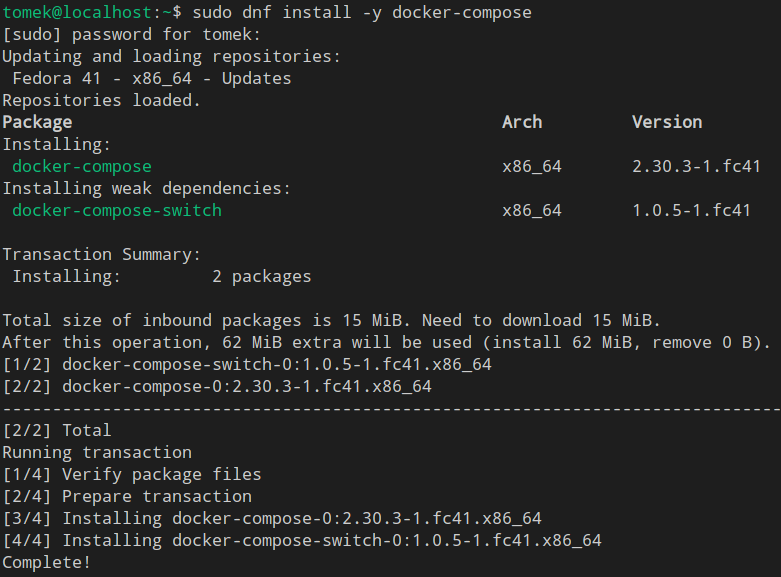 tomek@localhost:~$ sudo dnf install -y docker-compose
[sudo] password for tomek:
Updating and loading repositories:
 Fedora 41 - x86_64 - Updates
Repositories loaded.
Package Arch Version
Installing:
 docker-compose x86_64 2.30.3-1.fc41
Installing weak dependencies:
 docker-compose-switch x86_64 1.0.5-1.fc41

Transaction Summary:
 Installing: 2 packages

Total size of inbound packages is 15 MiB. Need to download 15 MiB.
After this operation, 62 MiB extra will be used (install 62 MiB, remove 0 B).
[1/2] docker-compose-switch-0:1.0.5-1.fc41.x86_64
[2/2] docker-compose-0:2.30.3-1.fc41.x86_64
------------------------------------------------------------------------------
[2/2] Total
Running transaction
[1/4] Verify package files
[2/4] Prepare transaction
[3/4] Installing docker-compose-0:2.30.3-1.fc41.x86_64
[4/4] Installing docker-compose-switch-0:1.0.5-1.fc41.x86_64
Complete!